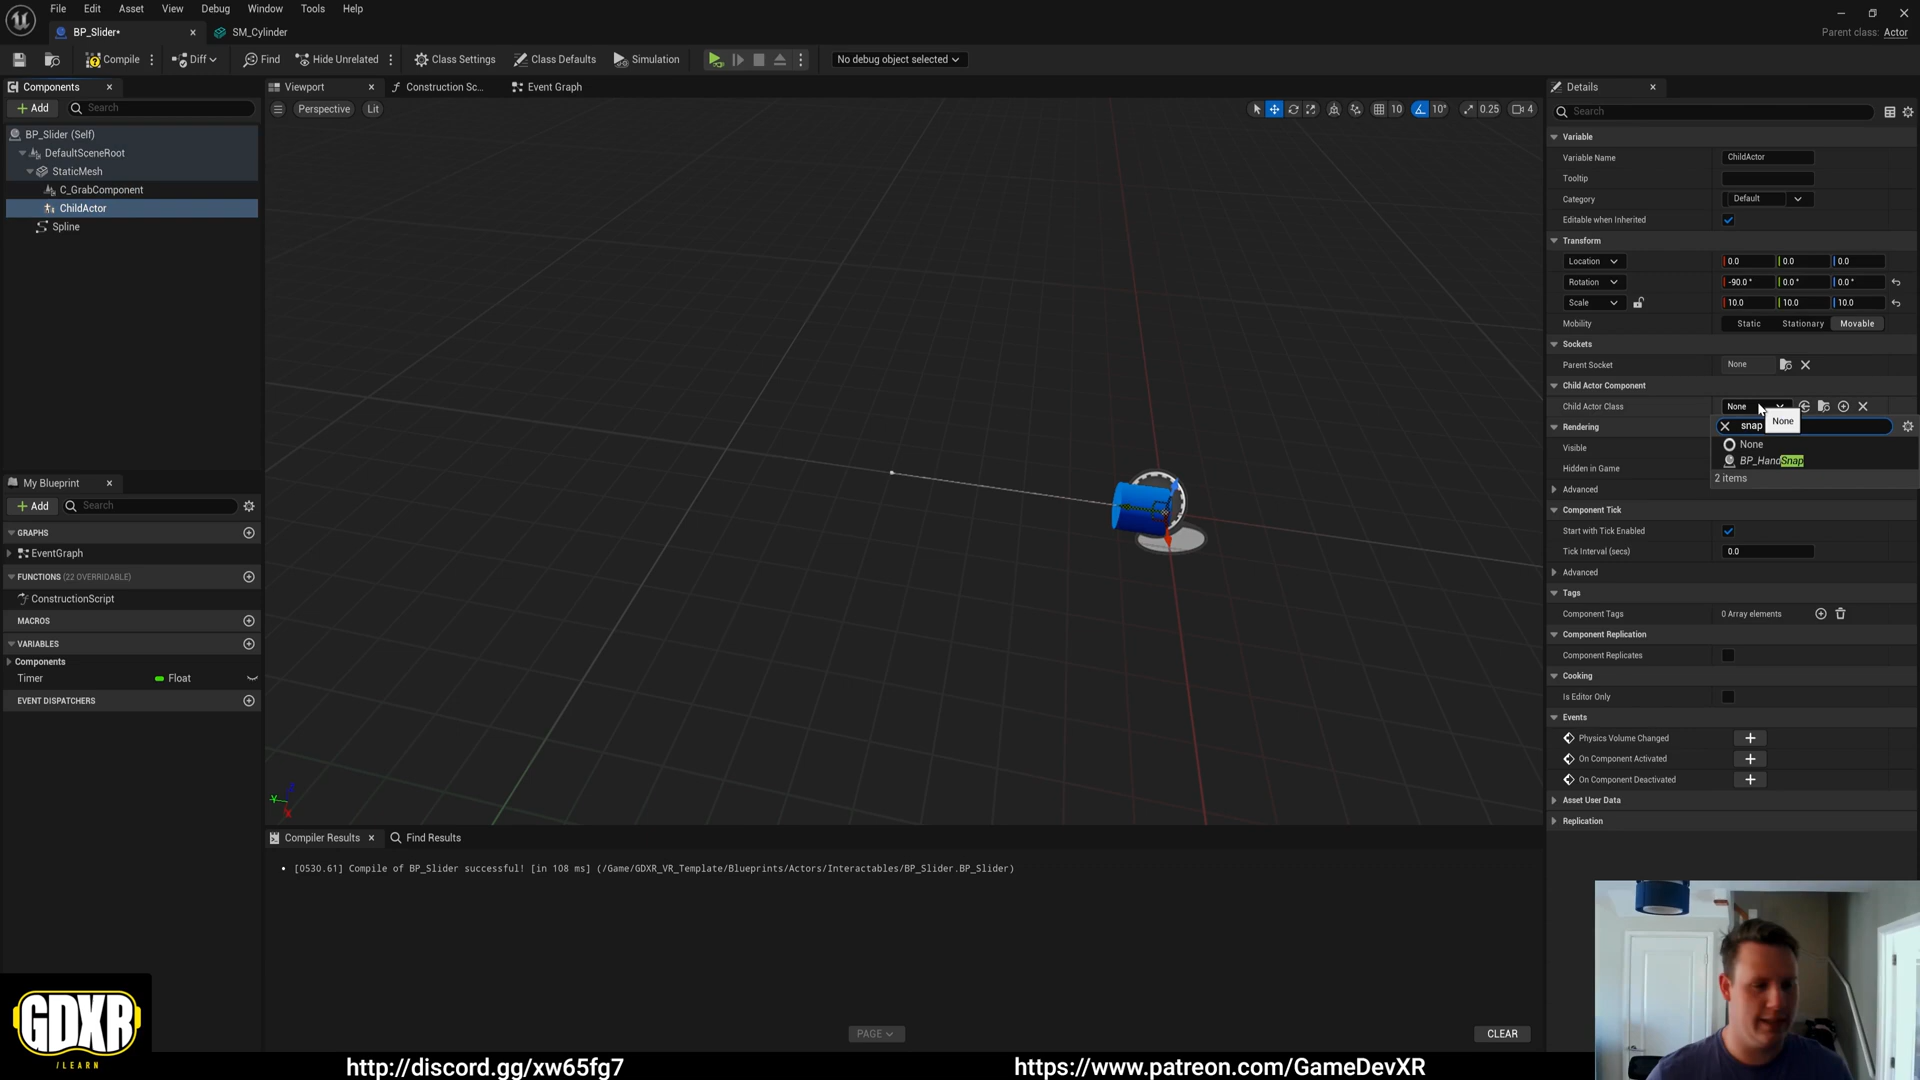 File Edit Asset View Debug Window Tools Help
BP_Slider•
SM_Cylinder
Parent class: Actor
Compile
Diff
Find
Hide Unrelated
Class Settings
Class Defaults
Simulation
No debug object selected
Components
Add
Search
BP_Slider (Self)
DefaultSceneRoot
StaticMesh
C_GrabComponent
ChildActor
Spline
My Blueprint
Add
Search
GRAPHS
EventGraph
FUNCTIONS (22 OVERRIDABLE)
ConstructionScript
MACROS
VARIABLES
Components
Timer
Float
EVENT DISPATCHERS
Viewport
Construction Sc...
Event Graph
Perspective
Lit
10
10°
0.25
4
Compiler Results
Find Results
• [0530.61] Compile of BP_Slider successful! [in 108 ms] (/Game/GDXR_VR_Template/Blueprints/Actors/Interactables/BP_Slider.BP_Slider)
PAGE
CLEAR
Details
Search
Variable
Variable Name
ChildActor
Tooltip
Category
Default
Editable when Inherited
Transform
Location
0.0
0.0
0.0
Rotation
-90.0 °
0.0 °
0.0 °
Scale
10.0
10.0
10.0
Mobility
Static
Stationary
Movable
Sockets
Parent Socket
None
Child Actor Component
Child Actor Class
None
None
snap
None
BP_HandSnap
2 items
Rendering
Visible
Hidden in Game
Advanced
Component Tick
Start with Tick Enabled
Tick Interval (secs)
0.0
Advanced
Tags
Component Tags
0 Array elements
Component Replication
Component Replicates
Cooking
Is Editor Only
Events
Physics Volume Changed
On Component Activated
On Component Deactivated
Asset User Data
Replication
GDXR
/LEARN
http://discord.gg/xw65fg7
https://www.patreon.com/GameDevXR